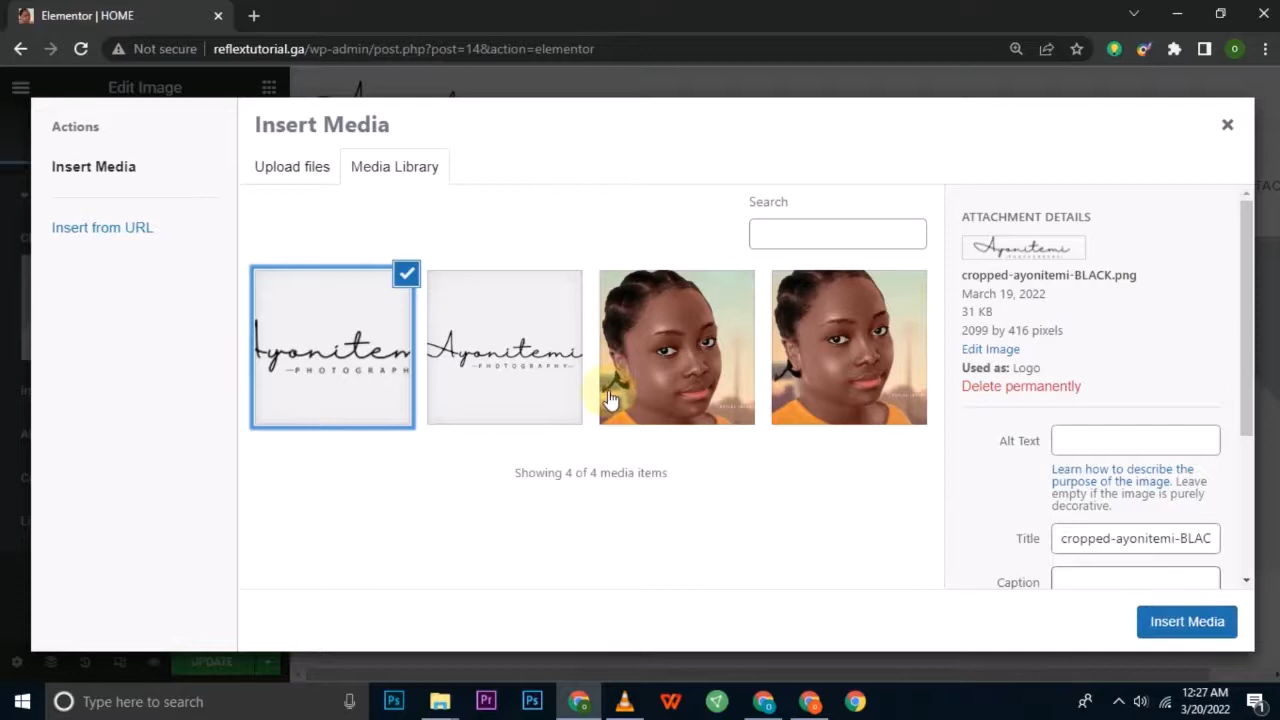 Elementor | HOME
Not secure
reflextutorial.ga/wp-admin/post.php?post=14&action=elementor
Edit Image
Actions
Insert Media
Insert from URL
Insert Media
Upload files
Media Library
Search
Ayonitem
—PHOTOGRAPH
Ayonitemi
—PHOTOGRAPHY—
Showing 4 of 4 media items
ATTACHMENT DETAILS
Ayonitemi
cropped-ayonitemi-BLACK.png
March 19, 2022
31 KB
2099 by 416 pixels
Edit Image
Used as: Logo
Delete permanently
Alt Text
Learn how to describe the
purpose of the image. Leave
empty if the image is purely
decorative.
Title
cropped-ayonitemi-BLAC
Caption
Insert Media
UPDATE
Type here to search
Ps
Pr
Ps
12:27 AM
3/20/2022